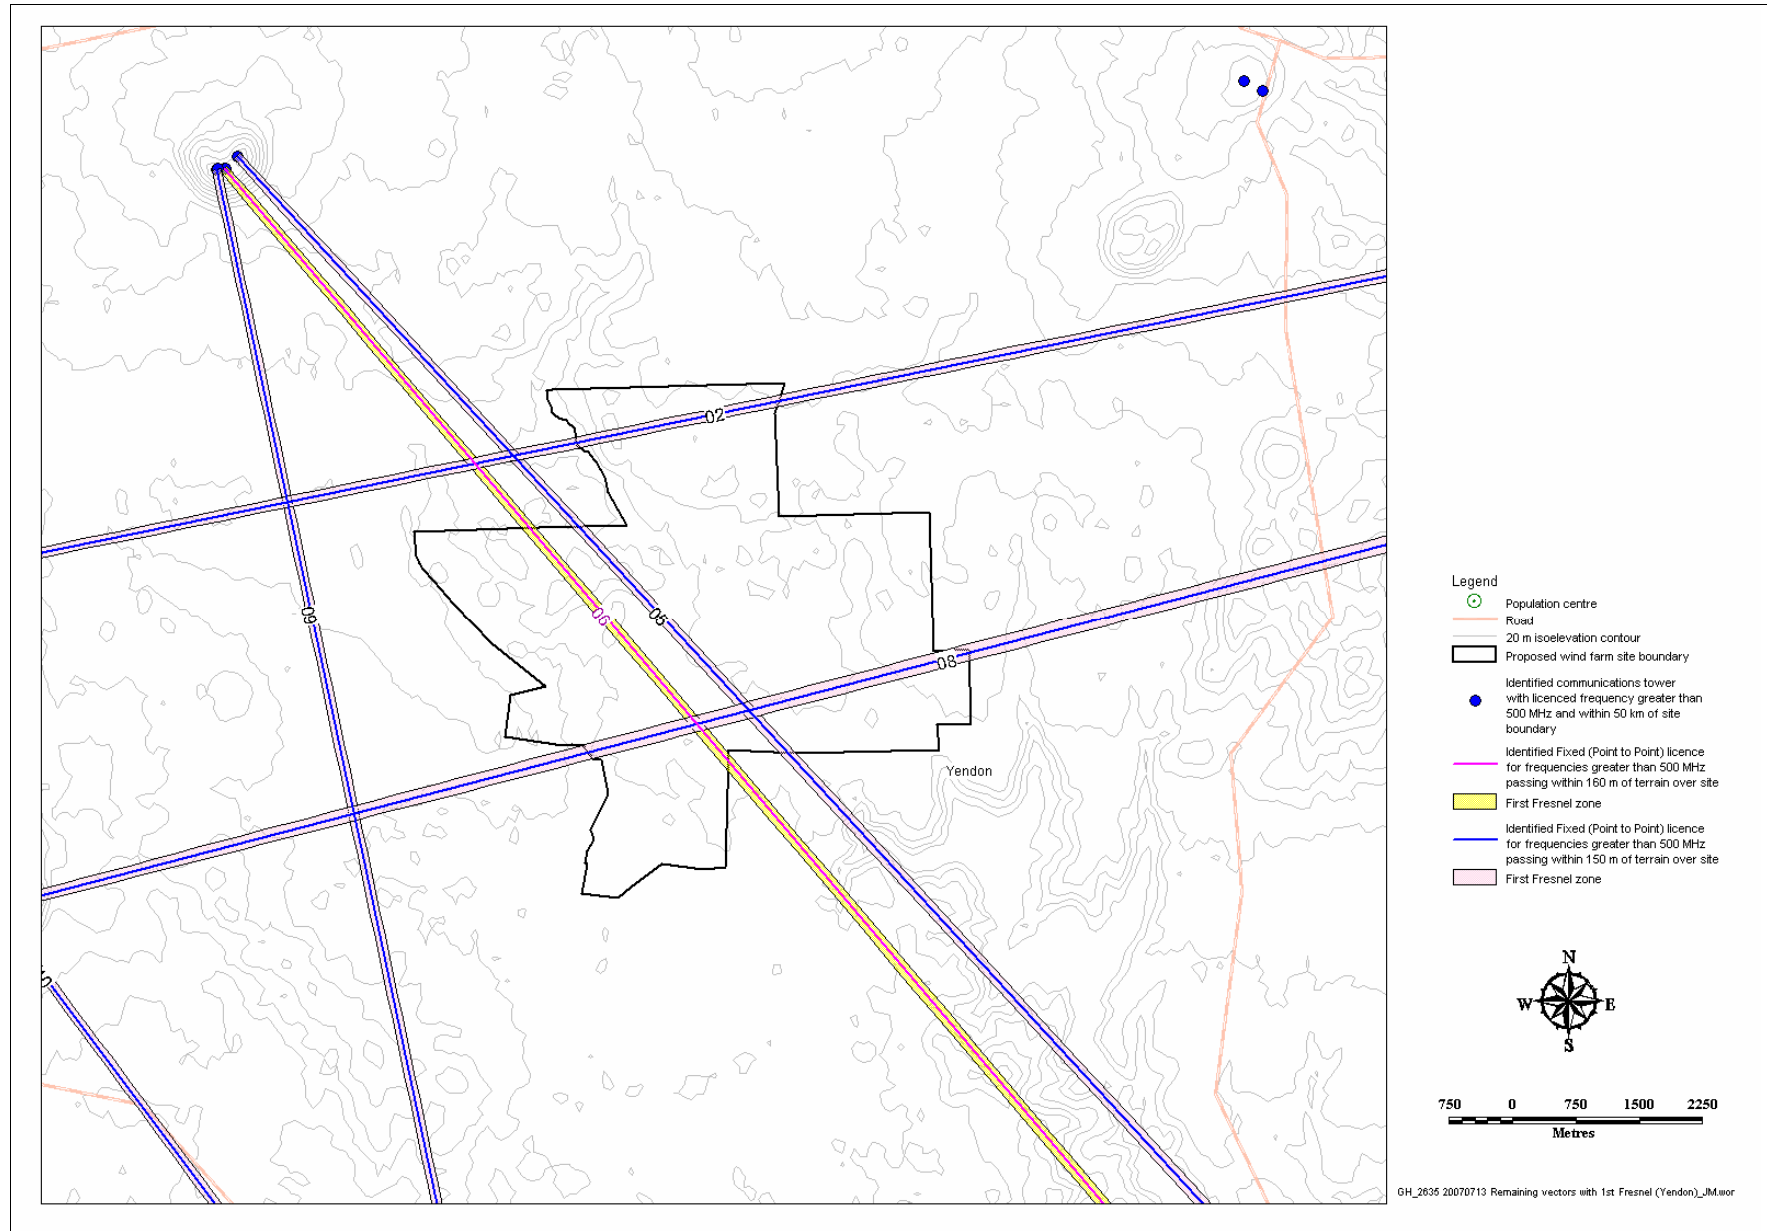 02
09
06
05
08
Yendon
Legend
Population centre
Road
20 m isoelevation contour
Proposed wind farm site boundary
Identified communications tower
with licenced frequency greater than
500 MHz and within 50 km of site
boundary
Identified Fixed (Point to Point) licence
for frequencies greater than 500 MHz
passing within 160 m of terrain over site
First Fresnel zone
Identified Fixed (Point to Point) licence
for frequencies greater than 500 MHz
passing within 150 m of terrain over site
First Fresnel zone
N
W E
S
750 0 750 1500 2250
Metres
GH_2635 20070713 Remaining vectors with 1st Fresnel (Yendon)_JM.wor